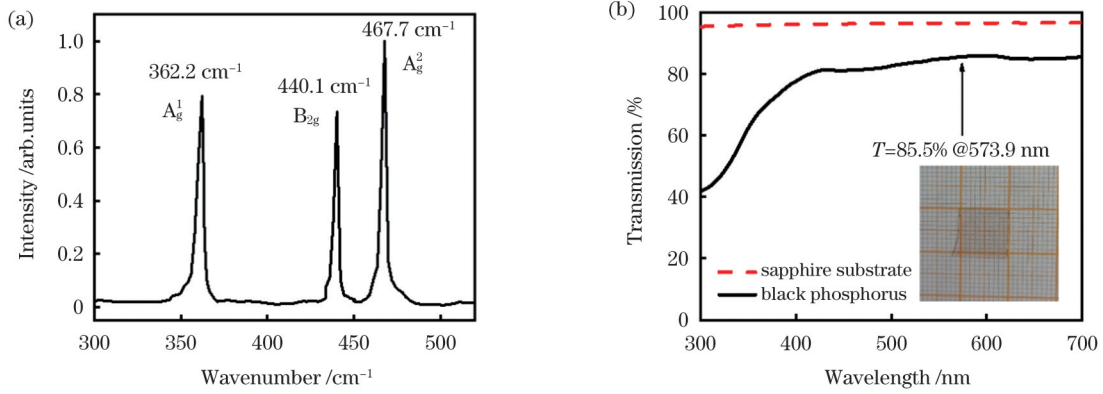 (a)
467.7 cm⁻¹
A²g
362.2 cm⁻¹
A¹g
440.1 cm⁻¹
B2g
1.0
0.8
0.6
0.4
0.2
0
Intensity /arb.units
300 350 400 450 500
Wavenumber /cm⁻¹
(b)
100
80
60
40
20
0
Transmission /%
T=85.5% @573.9 nm
sapphire substrate
black phosphorus
300 400 500 600 700
Wavelength /nm